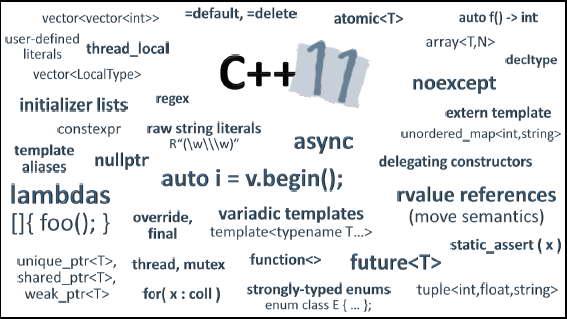 vector<vector<int>>
=default, =delete
atomic<T>
auto f() -> int
user-defined
literals
thread_local
array<T,N>
vector<LocalType>
C++ 11
decltype
noexcept
initializer lists
regex
extern template
constexpr
raw string literals
R"(\w\\\w)"
async
unordered_map<int,string>
template
aliases
nullptr
delegating constructors
auto i = v.begin();
lambdas
[]{ foo(); }
override,
final
variadic templates
template<typename T...>
rvalue references
(move semantics)
static_assert ( x )
unique_ptr<T>,
shared_ptr<T>,
weak_ptr<T>
thread, mutex
function<>
future<T>
for( x : coll )
strongly-typed enums
enum class E { ... };
tuple<int,float,string>